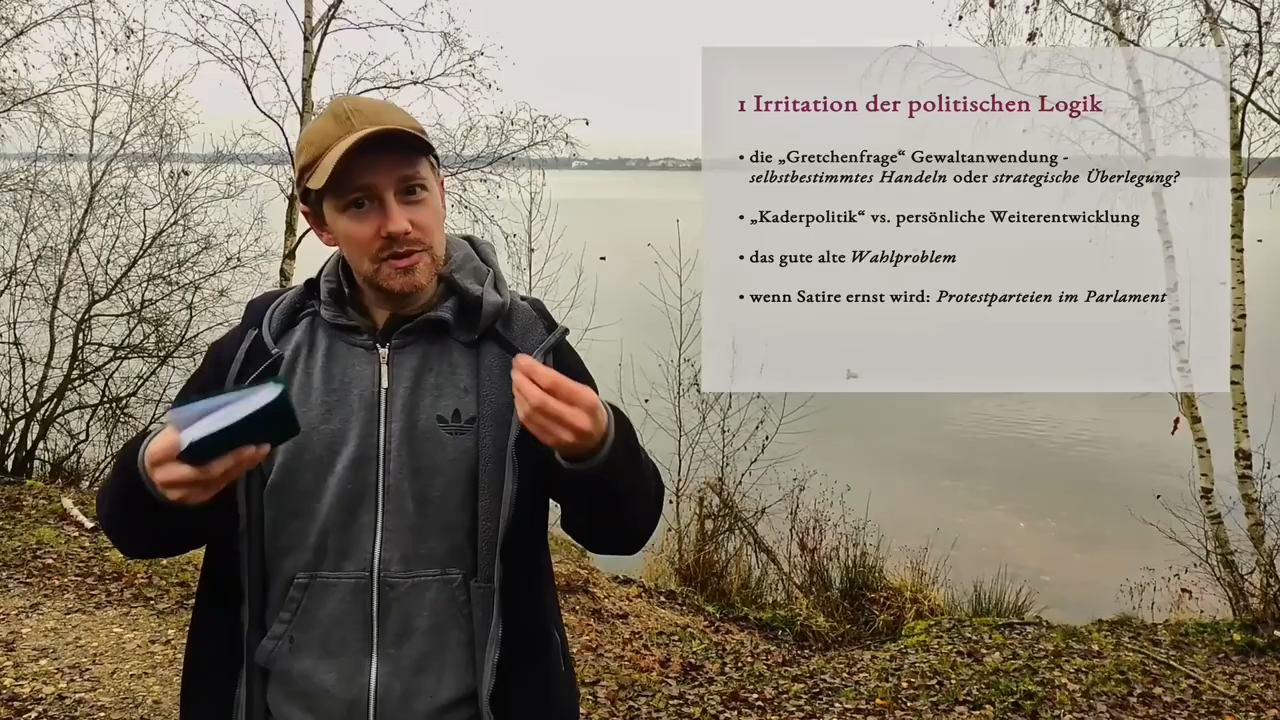 1 Irritation der politischen Logik
• die „Gretchenfrage“ Gewaltanwendung -
selbstbestimmtes Handeln oder strategische Überlegung?
• „Kaderpolitik“ vs. persönliche Weiterentwicklung
• das gute alte Wahlproblem
• wenn Satire ernst wird: Protestparteien im Parlament